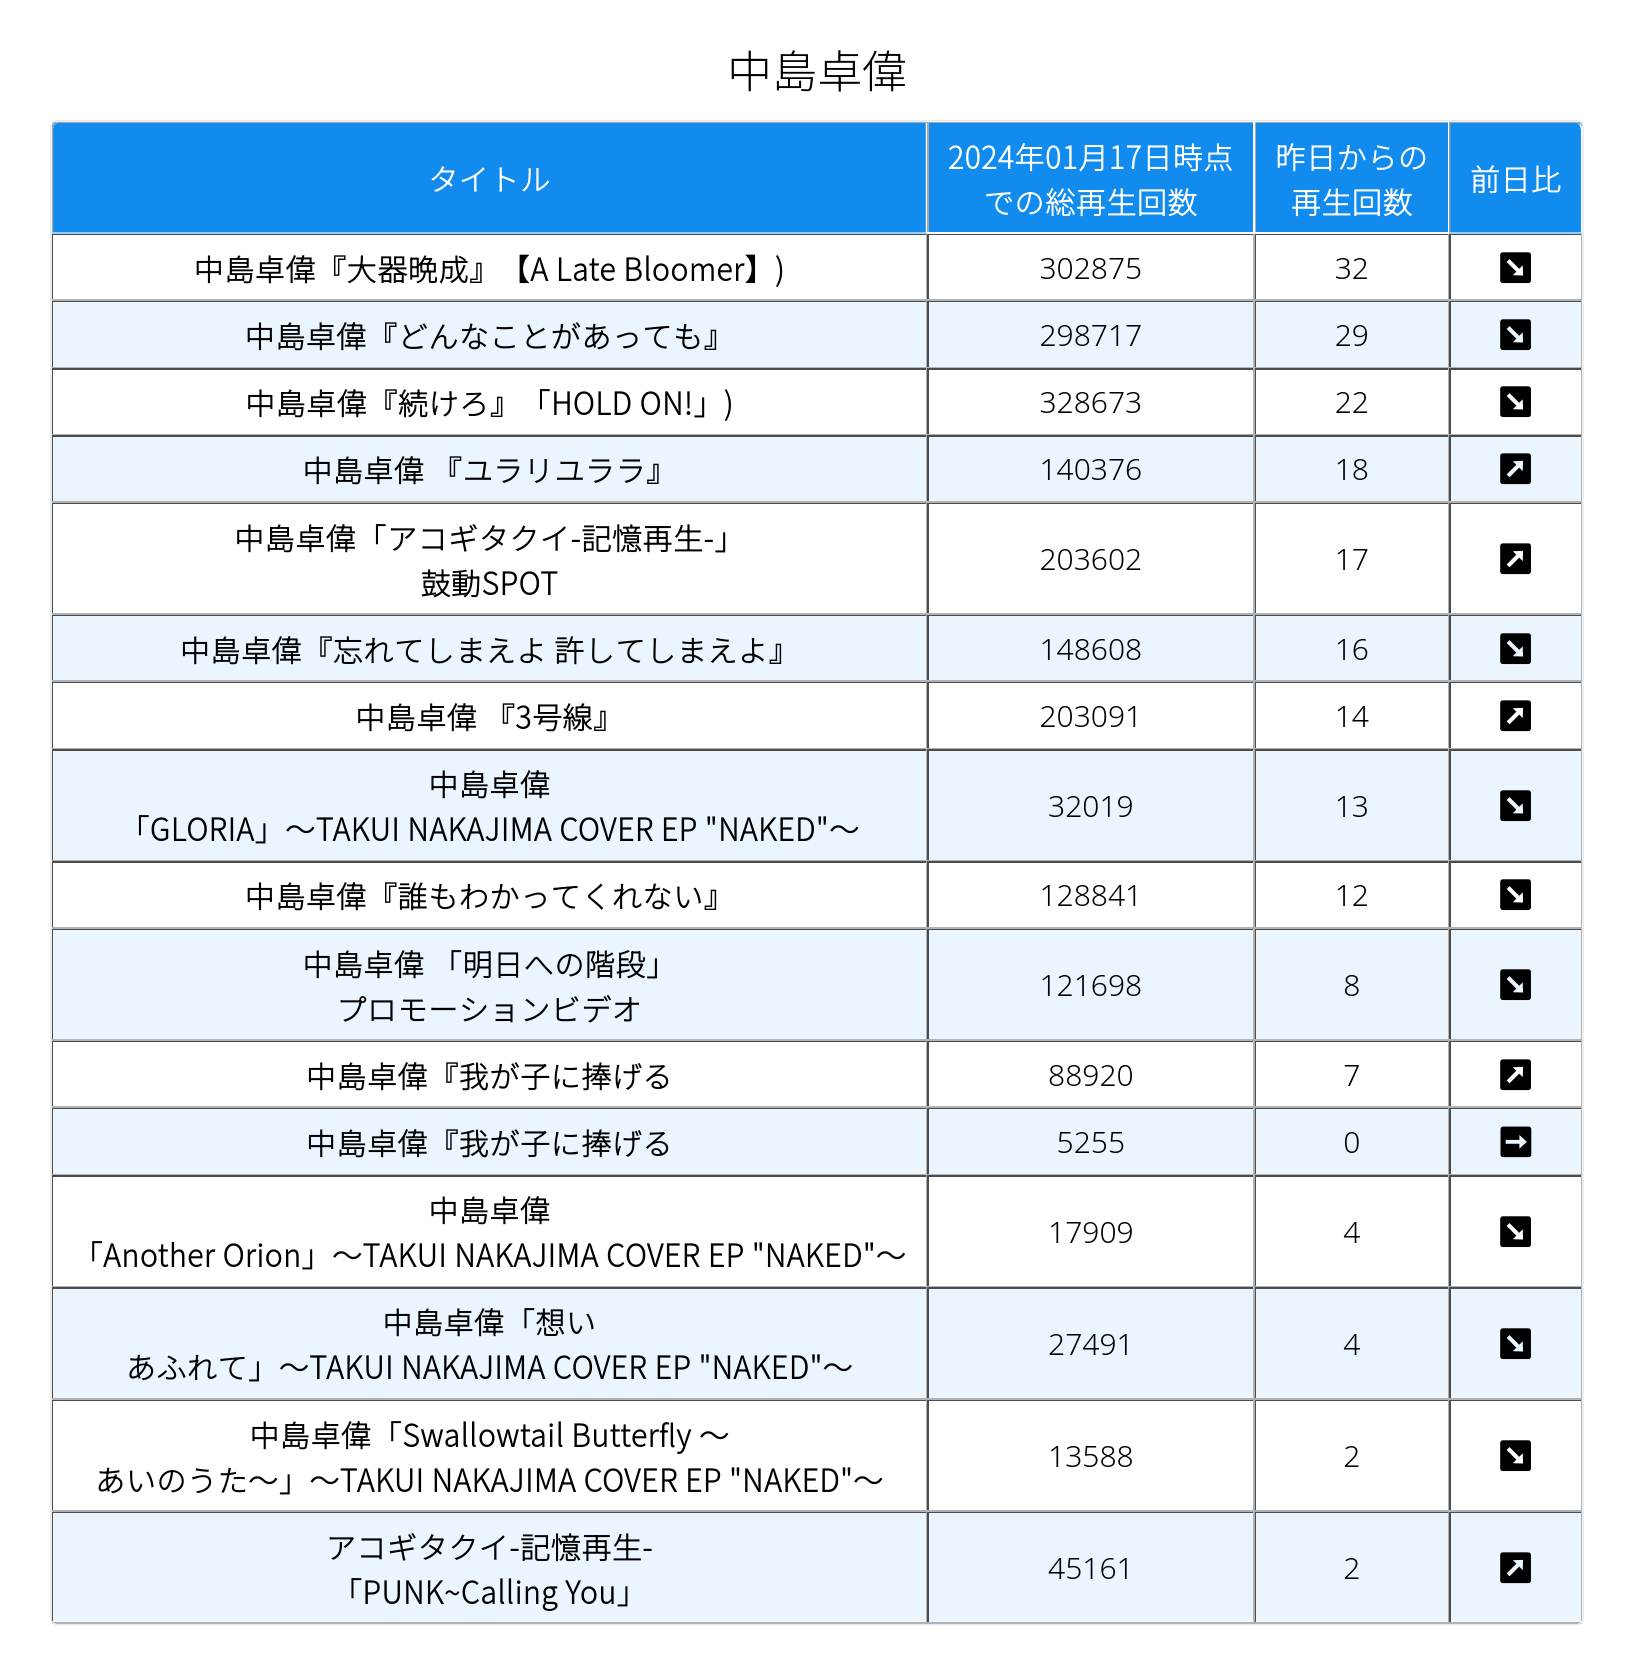 中島卓偉
タイトル
2024年01月17日時点
での総再生回数
昨日からの
再生回数
前日比
中島卓偉『大器晩成』【A Late Bloomer】) 302875 32 ↘
中島卓偉『どんなことがあっても』 298717 29 ↘
中島卓偉『続けろ』「HOLD ON!」) 328673 22 ↘
中島卓偉 『ユラリユララ』 140376 18 ↗
中島卓偉「アコギタクイ-記憶再生-」
鼓動SPOT
203602 17 ↗
中島卓偉『忘れてしまえよ 許してしまえよ』 148608 16 ↘
中島卓偉 『3号線』 203091 14 ↗
中島卓偉
「GLORIA」～TAKUI NAKAJIMA COVER EP "NAKED"～
32019 13 ↘
中島卓偉『誰もわかってくれない』 128841 12 ↘
中島卓偉 「明日への階段」
プロモーションビデオ
121698 8 ↘
中島卓偉『我が子に捧げる 88920 7 ↗
中島卓偉『我が子に捧げる 5255 0 →
中島卓偉
「Another Orion」～TAKUI NAKAJIMA COVER EP "NAKED"～
17909 4 ↘
中島卓偉「想い
あふれて」～TAKUI NAKAJIMA COVER EP "NAKED"～
27491 4 ↘
中島卓偉「Swallowtail Butterfly ～
あいのうた～」～TAKUI NAKAJIMA COVER EP "NAKED"～
13588 2 ↘
アコギタクイ-記憶再生-
「PUNK~Calling You」
45161 2 ↗